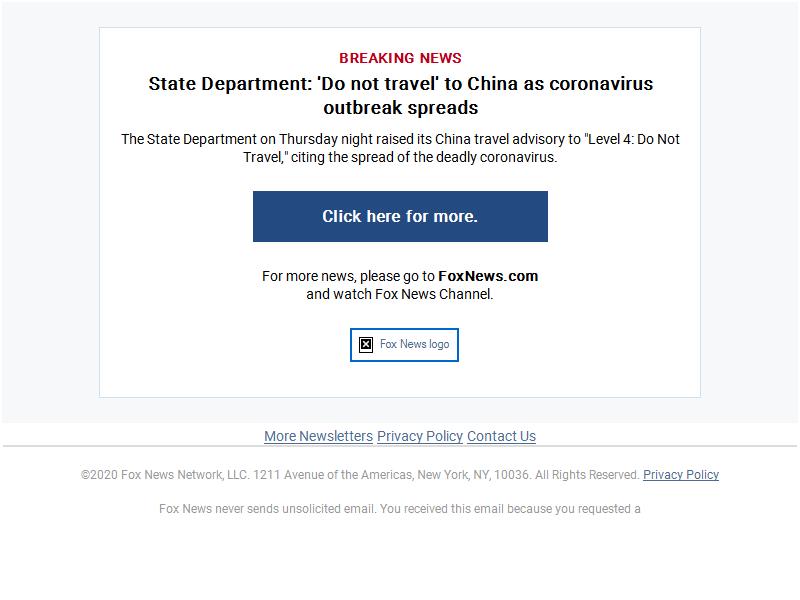 BREAKING NEWS
State Department: 'Do not travel' to China as coronavirus
outbreak spreads
The State Department on Thursday night raised its China travel advisory to "Level 4: Do Not
Travel," citing the spread of the deadly coronavirus.
Click here for more.
For more news, please go to FoxNews.com
and watch Fox News Channel.
Fox News logo
More Newsletters Privacy Policy Contact Us
©2020 Fox News Network, LLC. 1211 Avenue of the Americas, New York, NY, 10036. All Rights Reserved. Privacy Policy
Fox News never sends unsolicited email. You received this email because you requested a